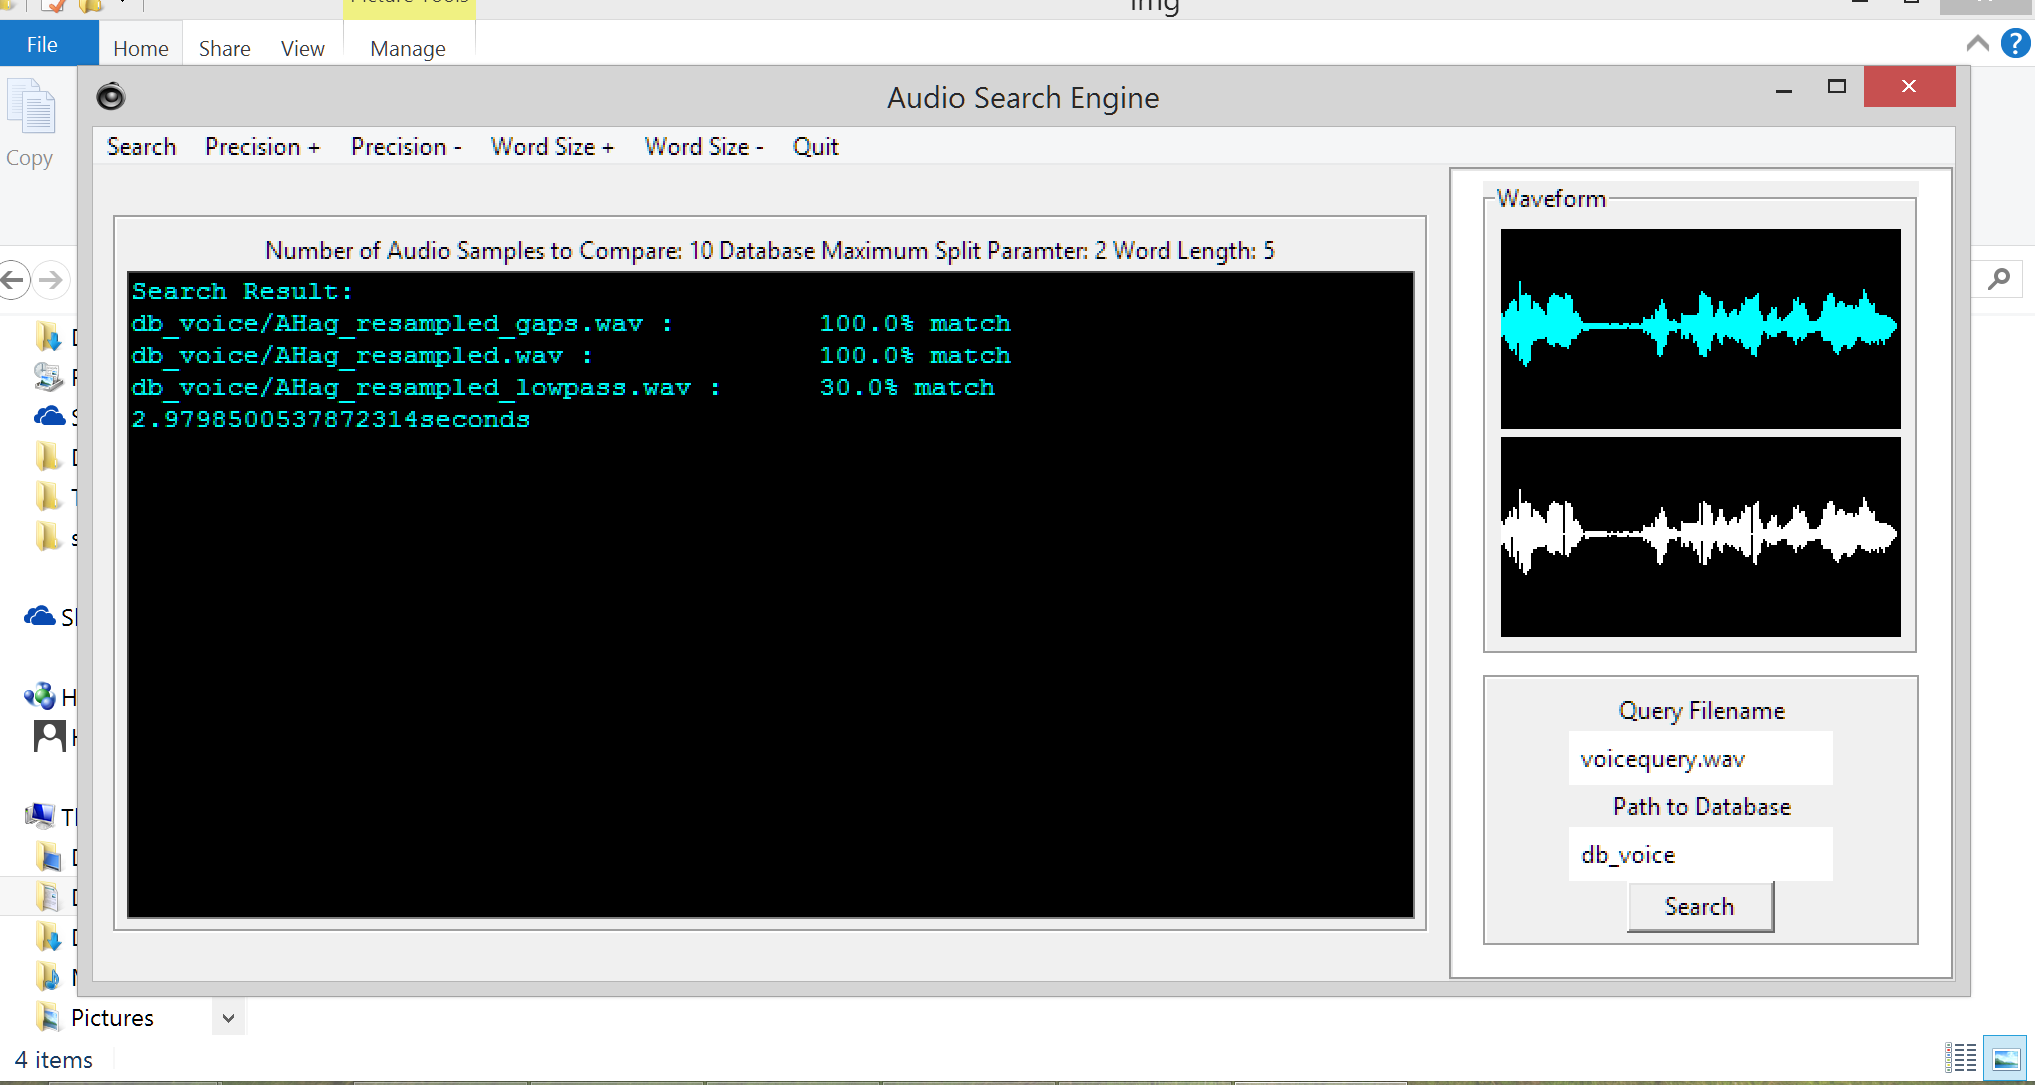 img
File
Home Share View Manage
Copy
Audio Search Engine
Search Precision + Precision - Word Size + Word Size - Quit
Number of Audio Samples to Compare: 10 Database Maximum Split Paramter: 2 Word Length: 5
Search Result:
db_voice/AHag_resampled_gaps.wav : 100.0% match
db_voice/AHag_resampled.wav : 100.0% match
db_voice/AHag_resampled_lowpass.wav : 30.0% match
2.9798500537872314seconds
Waveform
Query Filename
voicequery.wav
Path to Database
db_voice
Search
Pictures
4 items